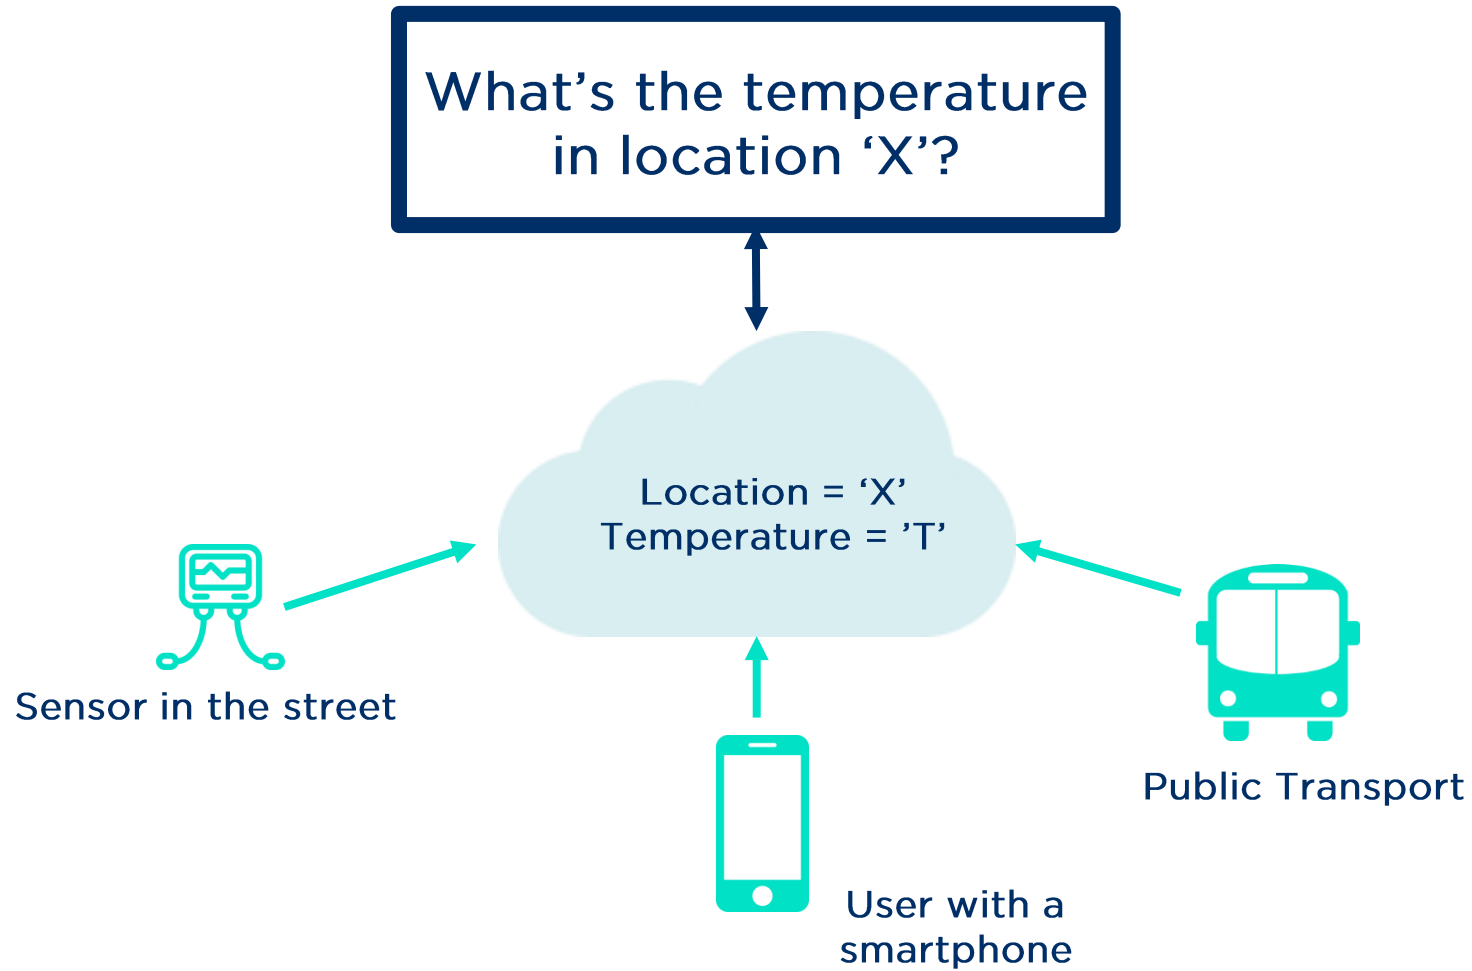 What’s the temperature
in location ‘X’?
Location = ‘X’
Temperature = ’T’
Sensor in the street
Public Transport
User with a
smartphone